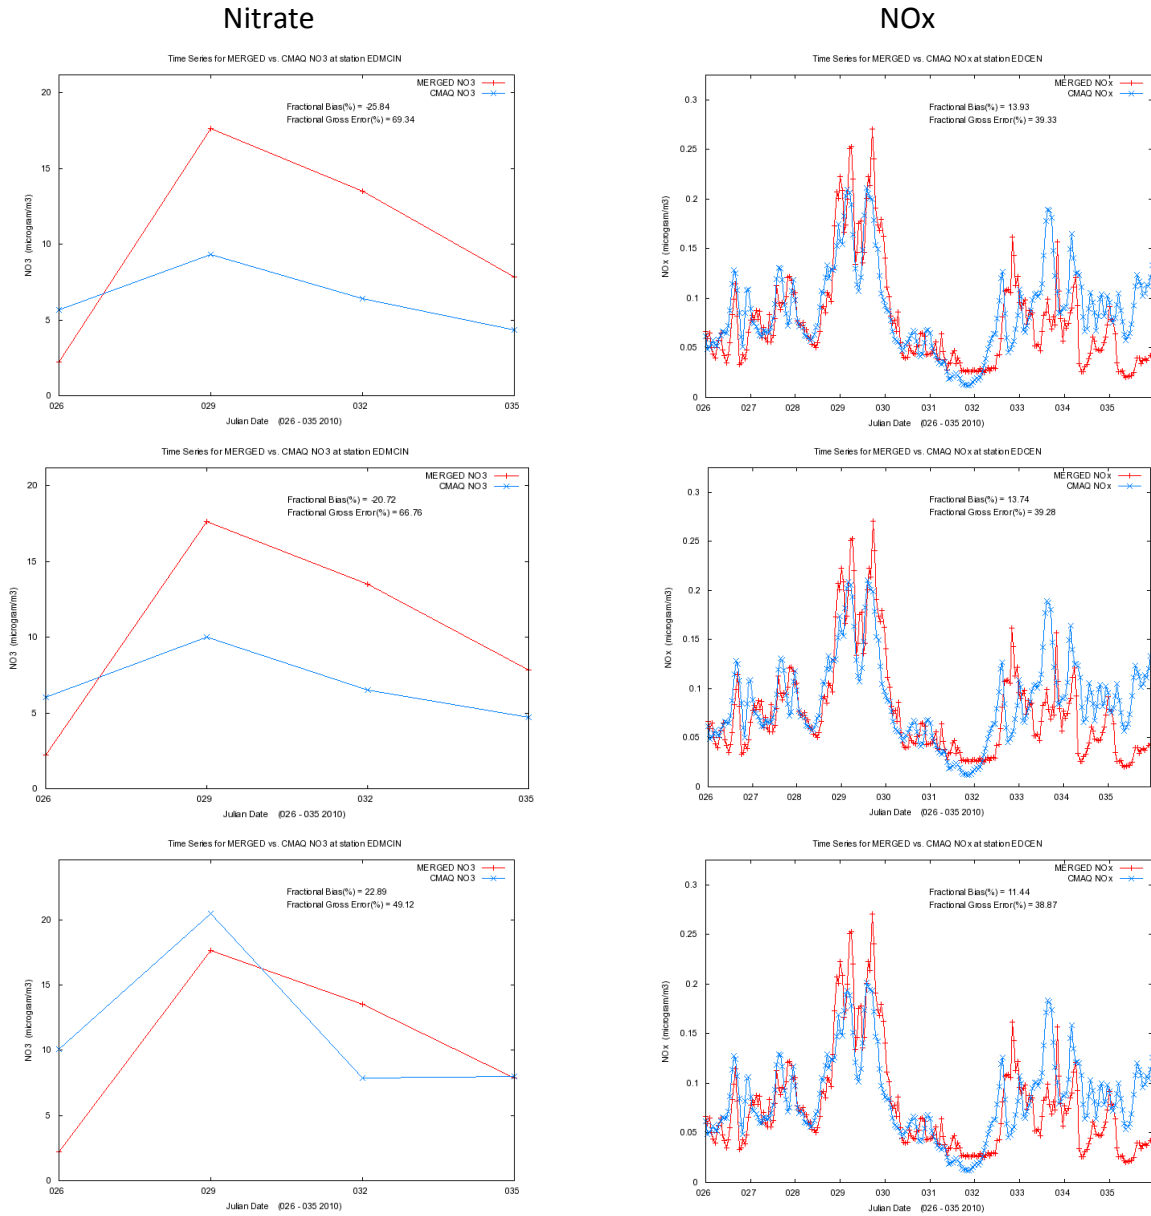 Nitrate
NOx
Time Series for MERGED vs. CMAQ NO3 at station EDMCIN
MERGED NO3
CMAQ NO3
Fractional Bias(%) = -25.84
Fractional Gross Error(%) = 69.34
20
15
10
5
0
NO3 (microgram/m3)
026 029 032 035
Julian Date (026 - 035 2010)
Time Series for MERGED vs. CMAQ NOx at station EDCEN
MERGED NOx
CMAQ NOx
Fractional Bias(%) = 13.93
Fractional Gross Error(%) = 39.33
0.3
0.25
0.2
0.15
0.1
0.05
0
NOx (microgram/m3)
026 027 028 029 030 031 032 033 034 035
Julian Date (026 - 035 2010)
Time Series for MERGED vs. CMAQ NO3 at station EDMCIN
MERGED NO3
CMAQ NO3
Fractional Bias(%) = -20.72
Fractional Gross Error(%) = 66.76
20
15
10
5
0
NO3 (microgram/m3)
026 029 032 035
Julian Date (026 - 035 2010)
Time Series for MERGED vs. CMAQ NOx at station EDCEN
MERGED NOx
CMAQ NOx
Fractional Bias(%) = 13.74
Fractional Gross Error(%) = 39.28
0.3
0.25
0.2
0.15
0.1
0.05
0
NOx (microgram/m3)
026 027 028 029 030 031 032 033 034 035
Julian Date (026 - 035 2010)
Time Series for MERGED vs. CMAQ NO3 at station EDMCIN
MERGED NO3
CMAQ NO3
Fractional Bias(%) = 22.89
Fractional Gross Error(%) = 49.12
20
15
10
5
0
NO3 (microgram/m3)
026 029 032 035
Julian Date (026 - 035 2010)
Time Series for MERGED vs. CMAQ NOx at station EDCEN
MERGED NOx
CMAQ NOx
Fractional Bias(%) = 11.44
Fractional Gross Error(%) = 38.87
0.3
0.25
0.2
0.15
0.1
0.05
0
NOx (microgram/m3)
026 027 028 029 030 031 032 033 034 035
Julian Date (026 - 035 2010)